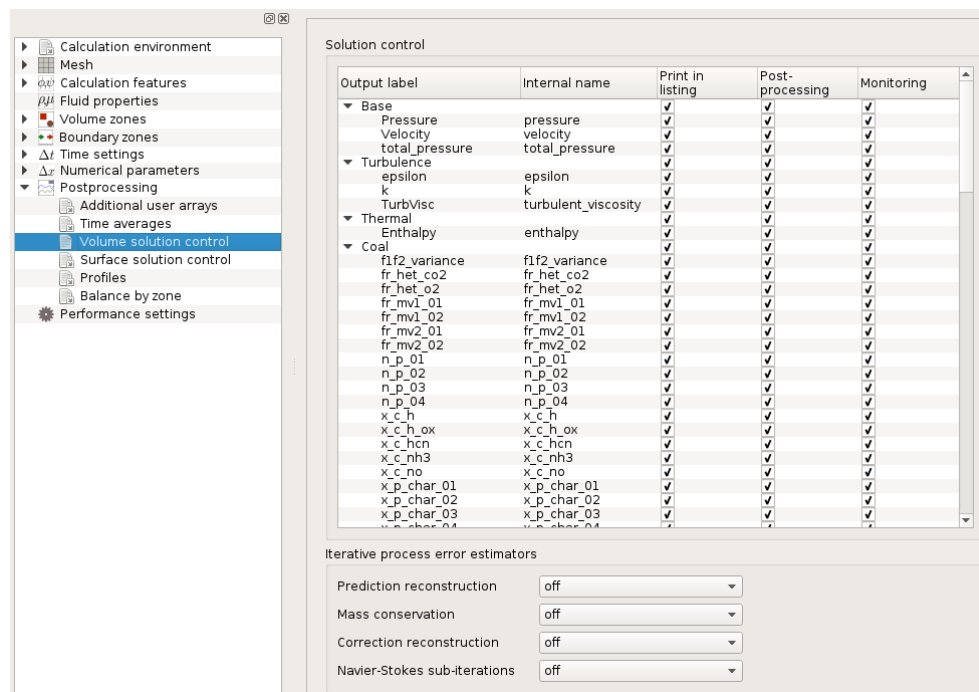 Calculation environment
Mesh
Calculation features
Fluid properties
Volume zones
Boundary zones
Δt Time settings
Δx Numerical parameters
Postprocessing
Additional user arrays
Time averages
Volume solution control
Surface solution control
Profiles
Balance by zone
Performance settings
Solution control
Output label Internal name Print in listing Post-processing Monitoring
Base
Pressure pressure
Velocity velocity
total_pressure total_pressure
Turbulence
epsilon epsilon
k k
TurbVisc turbulent_viscosity
Thermal
Enthalpy enthalpy
Coal
f1f2_variance f1f2_variance
fr_het_co2 fr_het_co2
fr_het_o2 fr_het_o2
fr_mv1_01 fr_mv1_01
fr_mv1_02 fr_mv1_02
fr_mv2_01 fr_mv2_01
fr_mv2_02 fr_mv2_02
n_p_01 n_p_01
n_p_02 n_p_02
n_p_03 n_p_03
n_p_04 n_p_04
x_c_h x_c_h
x_c_h_ox x_c_h_ox
x_c_hcn x_c_hcn
x_c_nh3 x_c_nh3
x_c_no x_c_no
x_p_char_01 x_p_char_01
x_p_char_02 x_p_char_02
x_p_char_03 x_p_char_03
x_p_char_04 x_p_char_04
Iterative process error estimators
Prediction reconstruction off
Mass conservation off
Correction reconstruction off
Navier-Stokes sub-iterations off